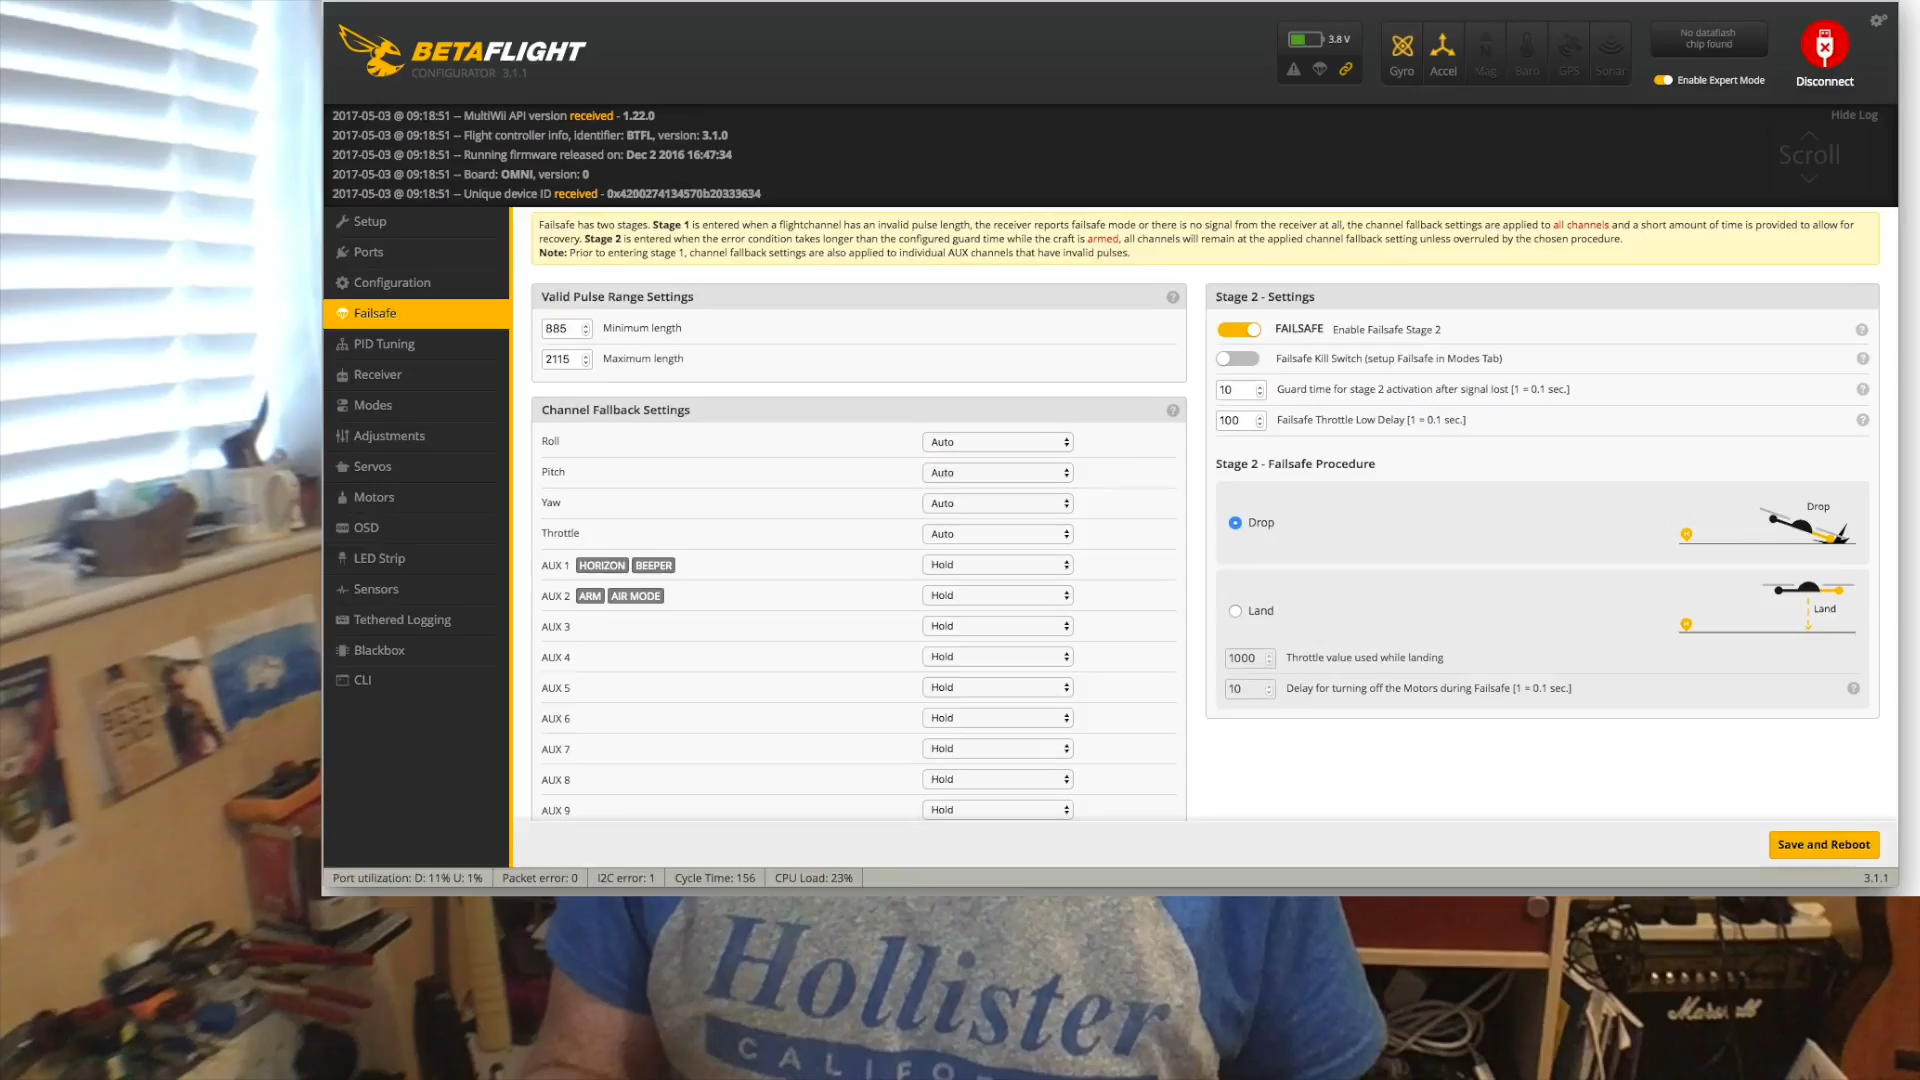 BETAFLIGHT
CONFIGURATOR 3.1.1
3.8 V
Gyro
Accel
Mag
Baro
GPS
Sonar
No dataflash
chip found
Enable Expert Mode
Disconnect
2017-05-03 @ 09:18:51 -- MultiWii API version received - 1.22.0
2017-05-03 @ 09:18:51 -- Flight controller info, identifier: BTFL, version: 3.1.0
2017-05-03 @ 09:18:51 -- Running firmware released on: Dec 2 2016 16:47:34
2017-05-03 @ 09:18:51 -- Board: OMNI, version: 0
2017-05-03 @ 09:18:51 -- Unique device ID received - 0x4200274134570b20333634
Hide Log
Scroll
Setup
Ports
Configuration
Failsafe
PID Tuning
Receiver
Modes
Adjustments
Servos
Motors
OSD
LED Strip
Sensors
Tethered Logging
Blackbox
CLI
Failsafe has two stages. Stage 1 is entered when a flightchannel has an invalid pulse length, the receiver reports failsafe mode or there is no signal from the receiver at all, the channel fallback settings are applied to all channels and a short amount of time is provided to allow for
recovery. Stage 2 is entered when the error condition takes longer than the configured guard time while the craft is armed, all channels will remain at the applied channel fallback setting unless overruled by the chosen procedure.
Note: Prior to entering stage 1, channel fallback settings are also applied to individual AUX channels that have invalid pulses.
Valid Pulse Range Settings
885 Minimum length
2115 Maximum length
Channel Fallback Settings
Roll Auto
Pitch Auto
Yaw Auto
Throttle Auto
AUX 1 HORIZON BEEPER Hold
AUX 2 ARM AIR MODE Hold
AUX 3 Hold
AUX 4 Hold
AUX 5 Hold
AUX 6 Hold
AUX 7 Hold
AUX 8 Hold
AUX 9 Hold
Stage 2 - Settings
FAILSAFE Enable Failsafe Stage 2
Failsafe Kill Switch (setup Failsafe in Modes Tab)
10 Guard time for stage 2 activation after signal lost [1 = 0.1 sec.]
100 Failsafe Throttle Low Delay [1 = 0.1 sec.]
Stage 2 - Failsafe Procedure
Drop
Drop
Land
Land
1000 Throttle value used while landing
10 Delay for turning off the Motors during Failsafe [1 = 0.1 sec.]
Save and Reboot
Port utilization: D: 11% U: 1%
Packet error: 0
I2C error: 1
Cycle Time: 156
CPU Load: 23%
3.1.1
Hollister
Marshall